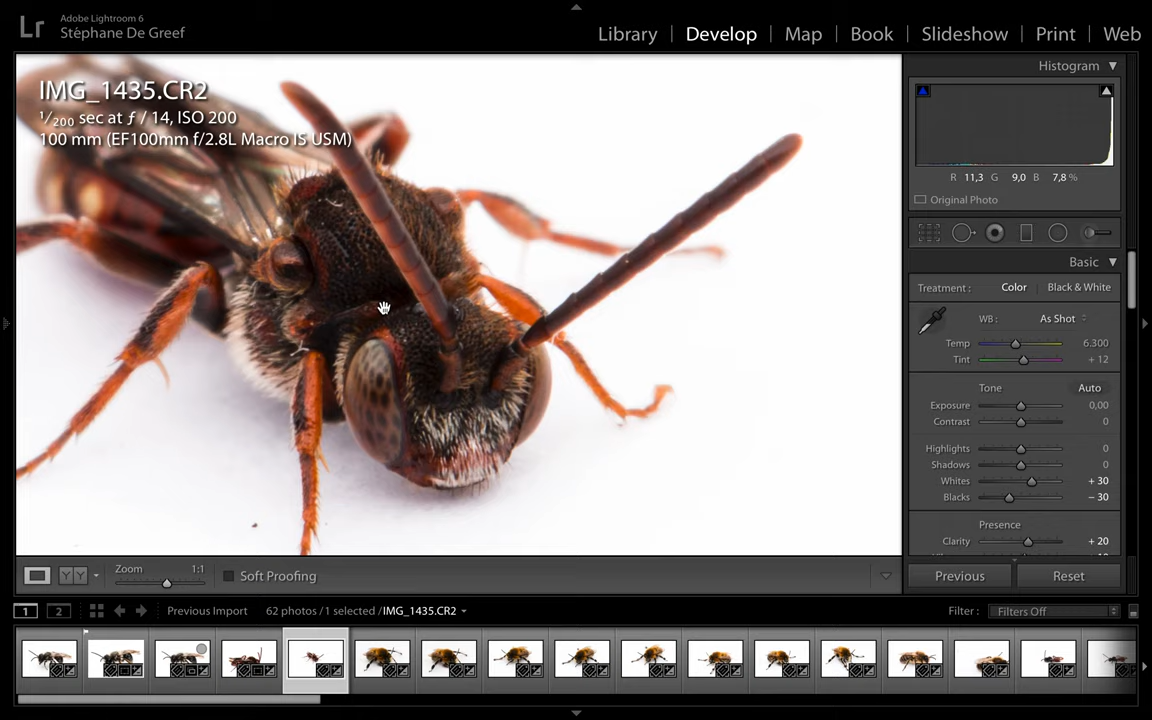 Lr
Adobe Lightroom 6
Stéphane De Greef
Library | Develop | Map | Book | Slideshow | Print | Web
IMG_1435.CR2
1/200 sec at ƒ / 14, ISO 200
100 mm (EF100mm f/2.8L Macro IS USM)
Histogram
R 11,3 G 9,0 B 7,8 %
Original Photo
Basic
Treatment : Color | Black & White
WB : As Shot
Temp 6.300
Tint + 12
Tone Auto
Exposure 0,00
Contrast 0
Highlights 0
Shadows 0
Whites + 30
Blacks – 30
Presence
Clarity + 20
Previous
Reset
YY
Zoom 1:1
Soft Proofing
1 2
Previous Import 62 photos / 1 selected / IMG_1435.CR2
Filter : Filters Off